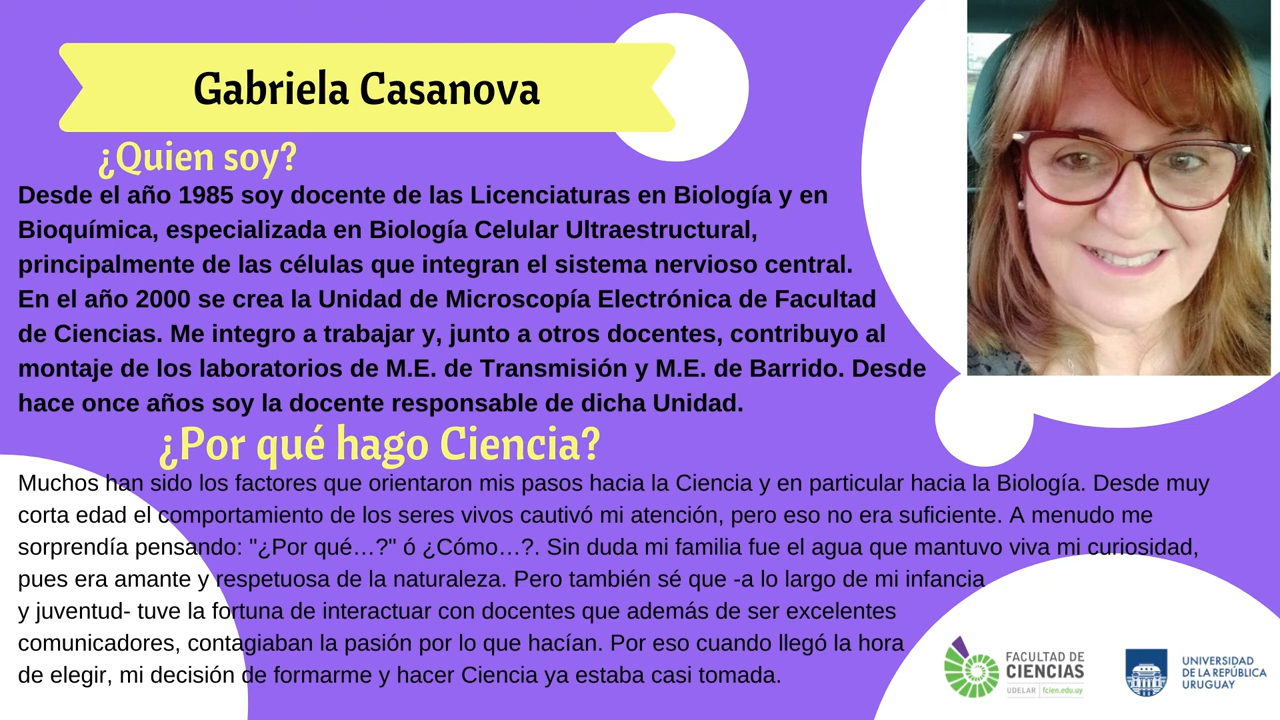 Gabriela Casanova
¿Quien soy?
Desde el año 1985 soy docente de las Licenciaturas en Biología y en
Bioquímica, especializada en Biología Celular Ultraestructural,
principalmente de las células que integran el sistema nervioso central.
En el año 2000 se crea la Unidad de Microscopía Electrónica de Facultad
de Ciencias. Me integro a trabajar y, junto a otros docentes, contribuyo al
montaje de los laboratorios de M.E. de Transmisión y M.E. de Barrido. Desde
hace once años soy la docente responsable de dicha Unidad.
¿Por qué hago Ciencia?
Muchos han sido los factores que orientaron mis pasos hacia la Ciencia y en particular hacia la Biología. Desde muy
corta edad el comportamiento de los seres vivos cautivó mi atención, pero eso no era suficiente. A menudo me
sorprendía pensando: "¿Por qué…?" ó ¿Cómo…?. Sin duda mi familia fue el agua que mantuvo viva mi curiosidad,
pues era amante y respetuosa de la naturaleza. Pero también sé que -a lo largo de mi infancia
y juventud- tuve la fortuna de interactuar con docentes que además de ser excelentes
comunicadores, contagiaban la pasión por lo que hacían. Por eso cuando llegó la hora
de elegir, mi decisión de formarme y hacer Ciencia ya estaba casi tomada.
FACULTAD DE
CIENCIAS
UDELAR | fcien.edu.uy
UNIVERSIDAD
DE LA REPÚBLICA
URUGUAY